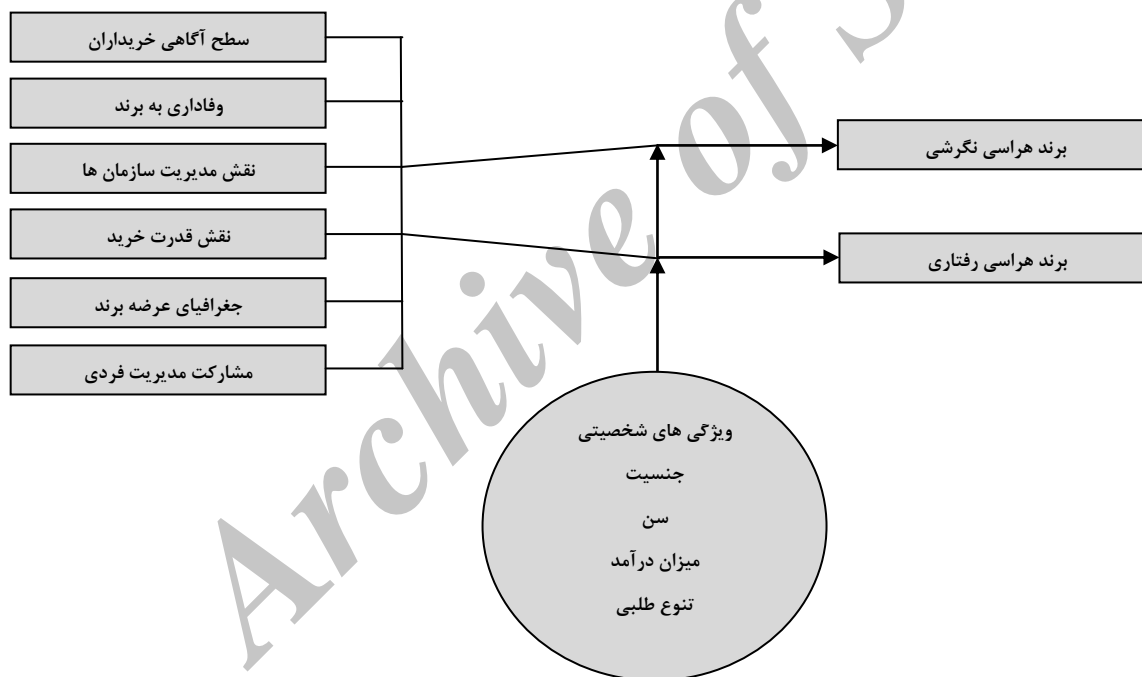 سطح آگاهی خریداران
وفاداری به برند
نقش مدیریت سازمان ها
نقش قدرت خرید
جغرافیای عرضه برند
مشارکت مدیریت فردی
برند هراسی نگرشی
برند هراسی رفتاری
ویژگی های شخصیتی
جنسیت
سن
میزان درآمد
تنوع طلبی
Archive of S